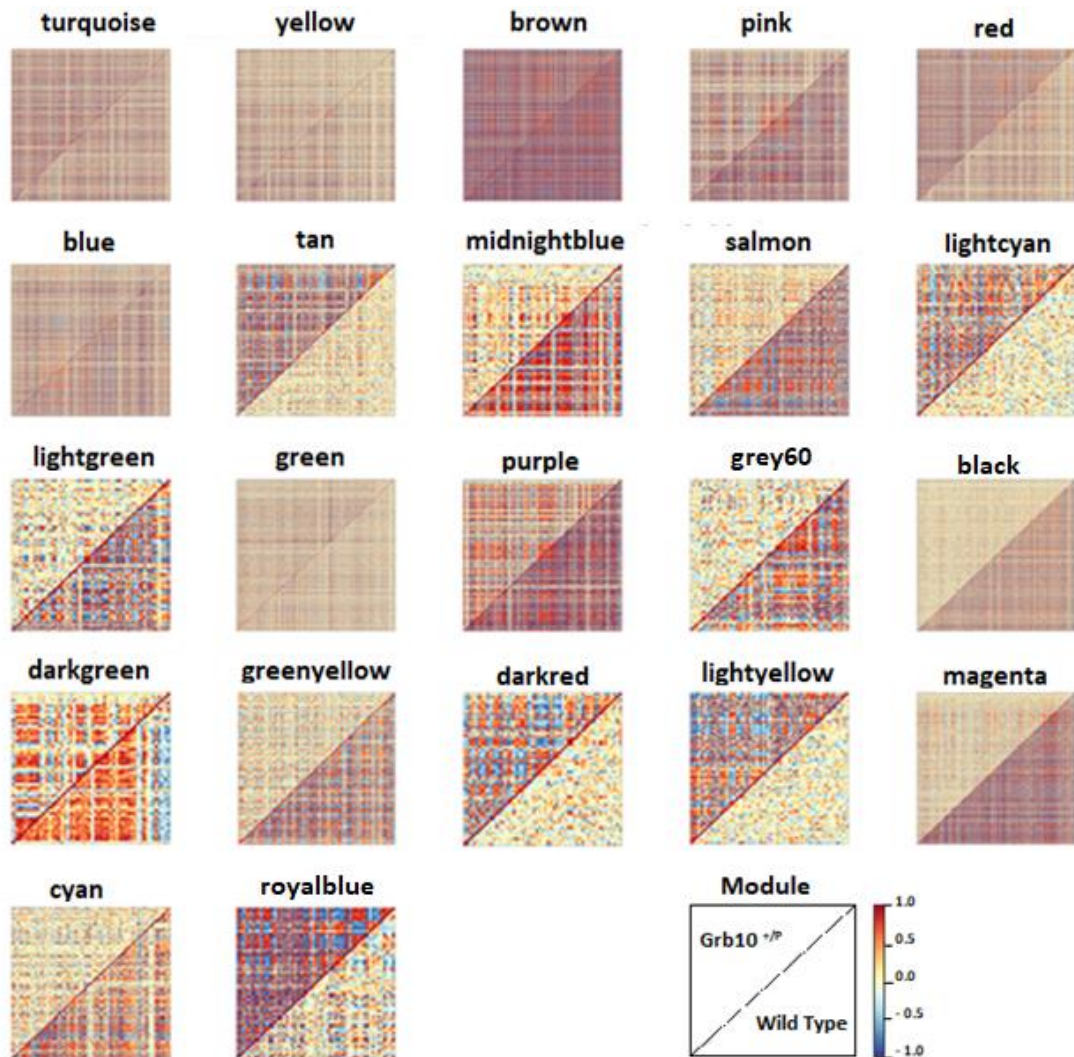 turquoise yellow brown pink red
blue tan midnightblue salmon lightcyan
lightgreen green purple grey60 black
darkgreen greenyellow darkred lightyellow magenta
cyan royalblue Module
Grb10 +/P
Wild Type
1.0
0.5
0.0
- 0.5
- 1.0